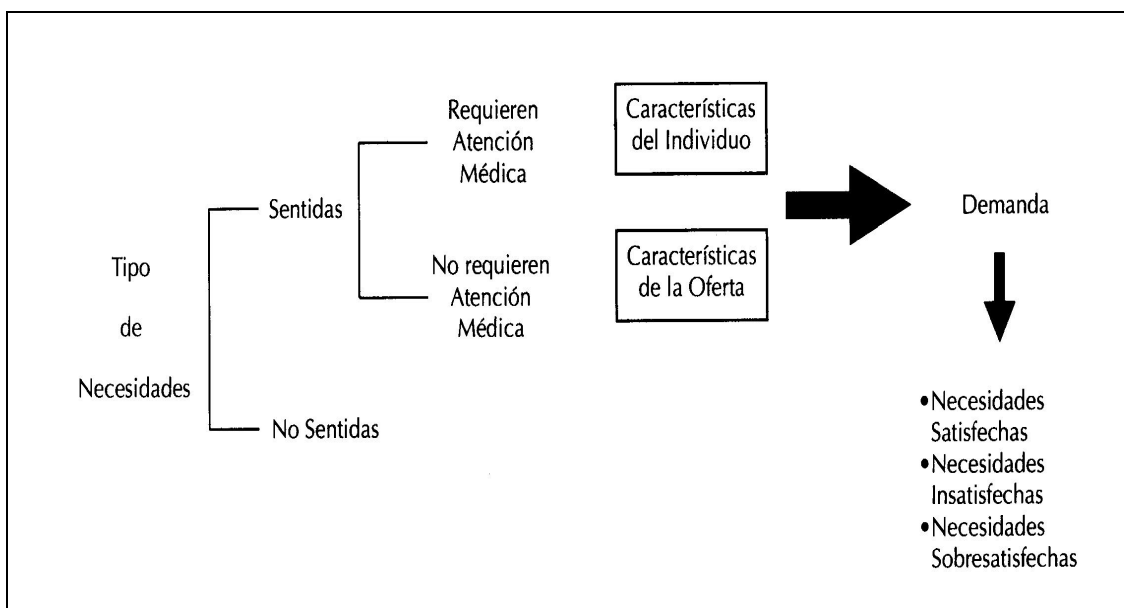 Tipo
de
Necesidades
Sentidas
No Sentidas
Requieren
Atención
Médica
No requieren
Atención
Médica
Características
del Individuo
Características
de la Oferta
Demanda
•Necesidades
Satisfechas
•Necesidades
Insatisfechas
•Necesidades
Sobresatisfechas